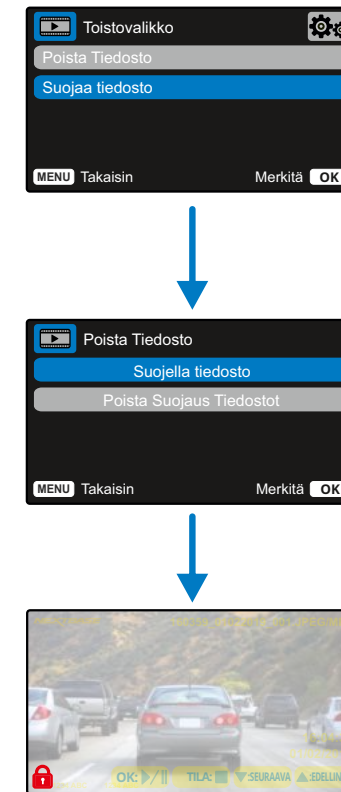 Toistovalikko
Poista Tiedosto
Suojaa tiedosto
MENU Takaisin Merkitä OK
Poista Tiedosto
Suojella tiedosto
Poista Suojaus Tiedostot
MENU Takaisin Merkitä OK
OK: TILA: SEURAAVA :EDELLIN